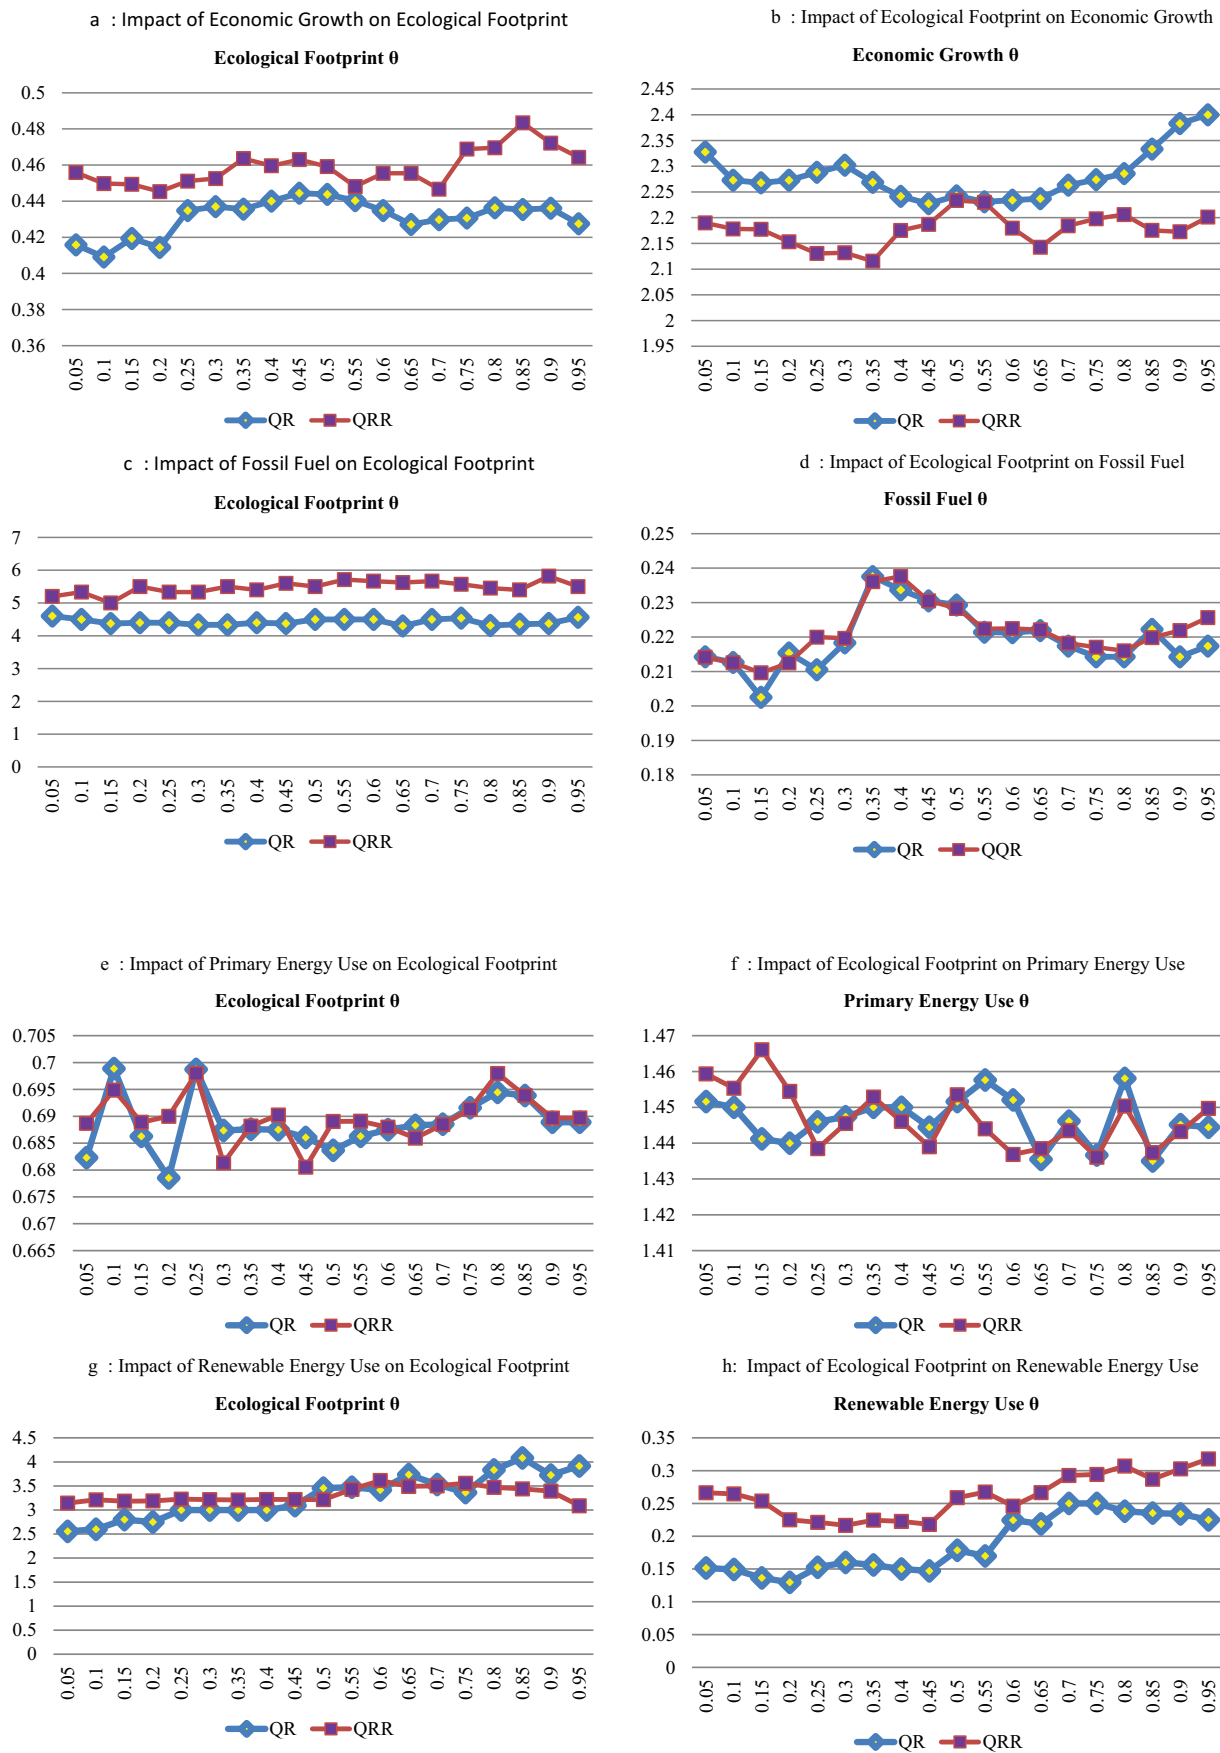 a : Impact of Economic Growth on Ecological Footprint
Ecological Footprint θ
0.5
0.48
0.46
0.44
0.42
0.4
0.38
0.36
0.05 0.1 0.15 0.2 0.25 0.3 0.35 0.4 0.45 0.5 0.55 0.6 0.65 0.7 0.75 0.8 0.85 0.9 0.95
QR QRR
b : Impact of Ecological Footprint on Economic Growth
Economic Growth θ
2.45
2.4
2.35
2.3
2.25
2.2
2.15
2.1
2.05
2
1.95
0.05 0.1 0.15 0.2 0.25 0.3 0.35 0.4 0.45 0.5 0.55 0.6 0.65 0.7 0.75 0.8 0.85 0.9 0.95
QR QRR
c : Impact of Fossil Fuel on Ecological Footprint
Ecological Footprint θ
7
6
5
4
3
2
1
0
0.05 0.1 0.15 0.2 0.25 0.3 0.35 0.4 0.45 0.5 0.55 0.6 0.65 0.7 0.75 0.8 0.85 0.9 0.95
QR QRR
d : Impact of Ecological Footprint on Fossil Fuel
Fossil Fuel θ
0.25
0.24
0.23
0.22
0.21
0.2
0.19
0.18
0.05 0.1 0.15 0.2 0.25 0.3 0.35 0.4 0.45 0.5 0.55 0.6 0.65 0.7 0.75 0.8 0.85 0.9 0.95
QR QQR
e : Impact of Primary Energy Use on Ecological Footprint
Ecological Footprint θ
0.705
0.7
0.695
0.69
0.685
0.68
0.675
0.67
0.665
0.05 0.1 0.15 0.2 0.25 0.3 0.35 0.4 0.45 0.5 0.55 0.6 0.65 0.7 0.75 0.8 0.85 0.9 0.95
QR QRR
f : Impact of Ecological Footprint on Primary Energy Use
Primary Energy Use θ
1.47
1.46
1.45
1.44
1.43
1.42
1.41
0.05 0.1 0.15 0.2 0.25 0.3 0.35 0.4 0.45 0.5 0.55 0.6 0.65 0.7 0.75 0.8 0.85 0.9 0.95
QR QRR
g : Impact of Renewable Energy Use on Ecological Footprint
Ecological Footprint θ
4.5
4
3.5
3
2.5
2
1.5
1
0.5
0
0.05 0.1 0.15 0.2 0.25 0.3 0.35 0.4 0.45 0.5 0.55 0.6 0.65 0.7 0.75 0.8 0.85 0.9 0.95
QR QRR
h: Impact of Ecological Footprint on Renewable Energy Use
Renewable Energy Use θ
0.35
0.3
0.25
0.2
0.15
0.1
0.05
0
0.05 0.1 0.15 0.2 0.25 0.3 0.35 0.4 0.45 0.5 0.55 0.6 0.65 0.7 0.75 0.8 0.85 0.9 0.95
QR QRR